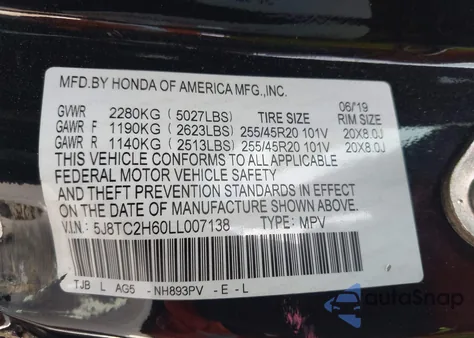 MFD.BY HONDA OF AMERICA MFG.,INC.
06/19
GVWR 2280KG (5027LBS) TIRE SIZE RIM SIZE
GAWR F 1190KG (2623LBS) 255/45R20 101V 20X8.0J
GAWR R 1140KG (2513LBS) 255/45R20 101V 20X8.0J
THIS VEHICLE CONFORMS TO ALL APPLICABLE
FEDERAL MOTOR VEHICLE SAFETY
AND THEFT PREVENTION STANDARDS IN EFFECT
ON THE DATE OF MANUFACTURE SHOWN ABOVE.
V.I.N.: 5J8TC2H60LL007138 TYPE: MPV
TJB L AG5 -NH893PV -E-L
autoSnap